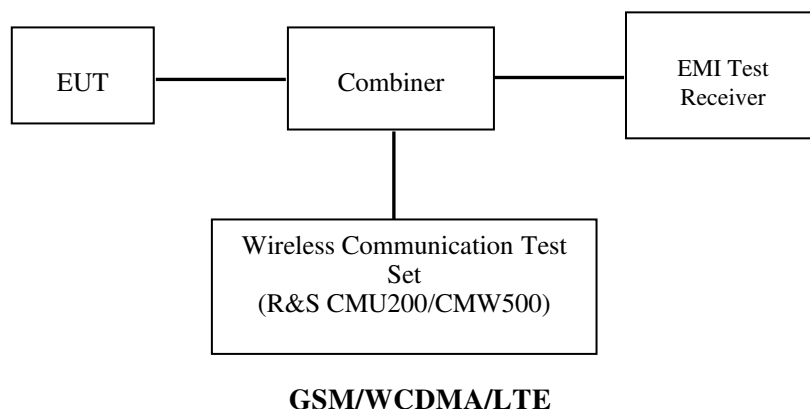 EUT
Combiner
EMI Test
Receiver
Wireless Communication Test
Set
(R&S CMU200/CMW500)
GSM/WCDMA/LTE